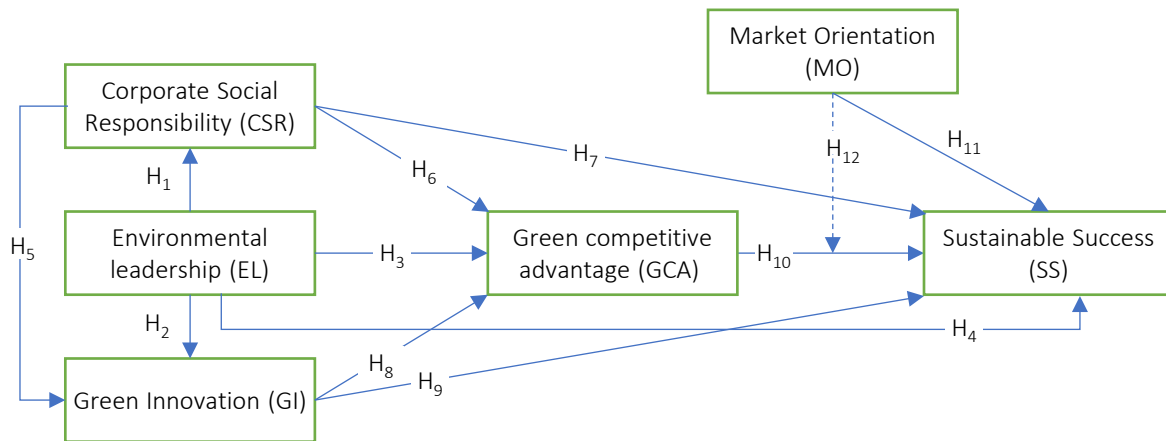 Market Orientation
(MO)
Corporate Social
Responsibility (CSR)
H12
H11
H7
H1
H6
H5
Environmental
leadership (EL)
H3
Green competitive
advantage (GCA)
H10
Sustainable Success
(SS)
H2
H4
H8
H9
Green Innovation (GI)